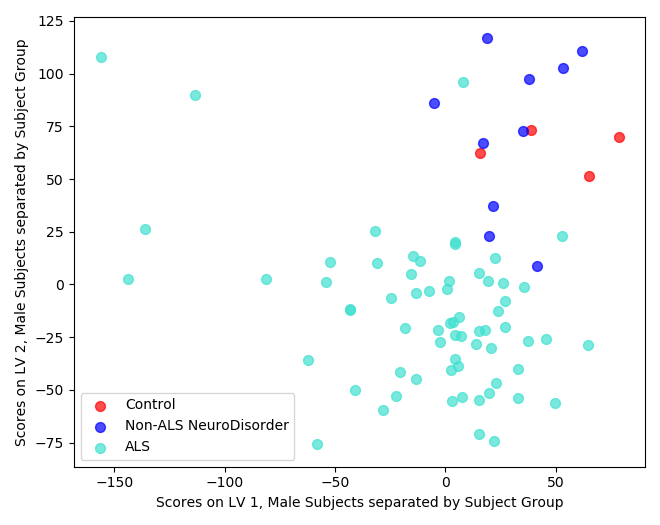 125
100
75
50
25
0
−25
−50
−75
Scores on LV 2, Male Subjects separated by Subject Group
Control
Non-ALS NeuroDisorder
ALS
−150 −100 −50 0 50
Scores on LV 1, Male Subjects separated by Subject Group